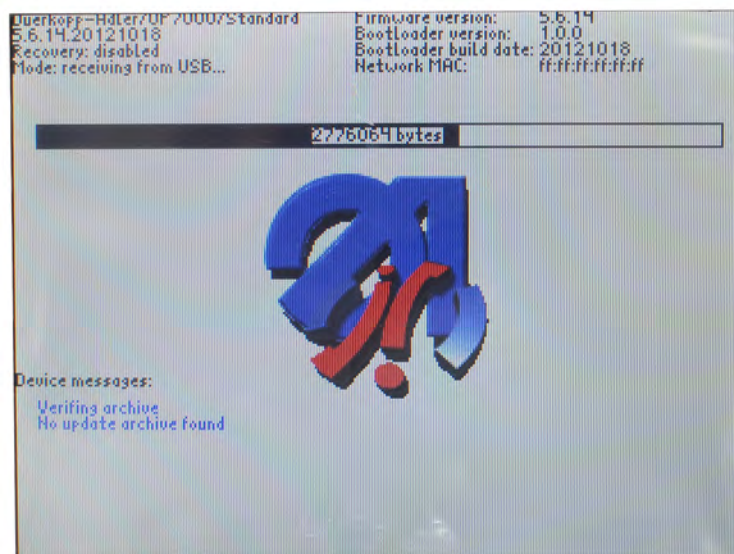 Duerkopp-Adler/OP7000/Standard
5.6.14.20121018
Recovery: disabled
Mode: receiving from USB...
Firmware version: 5.6.14
Bootloader version: 1.0.0
Bootloader build date: 20121018
Network MAC: ff:ff:ff:ff:ff:ff
2776064 bytes
Device messages:
Verifing archive
No update archive found